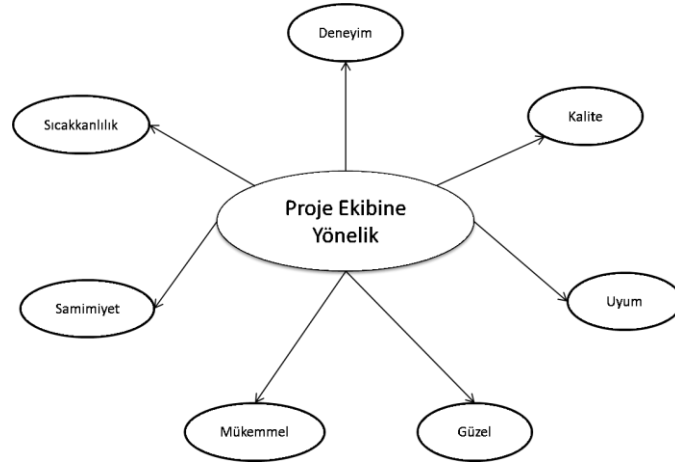 Deneyim
Sıcakkanlılık
Kalite
Proje Ekibine
Yönelik
Samimiyet
Uyum
Mükemmel
Güzel